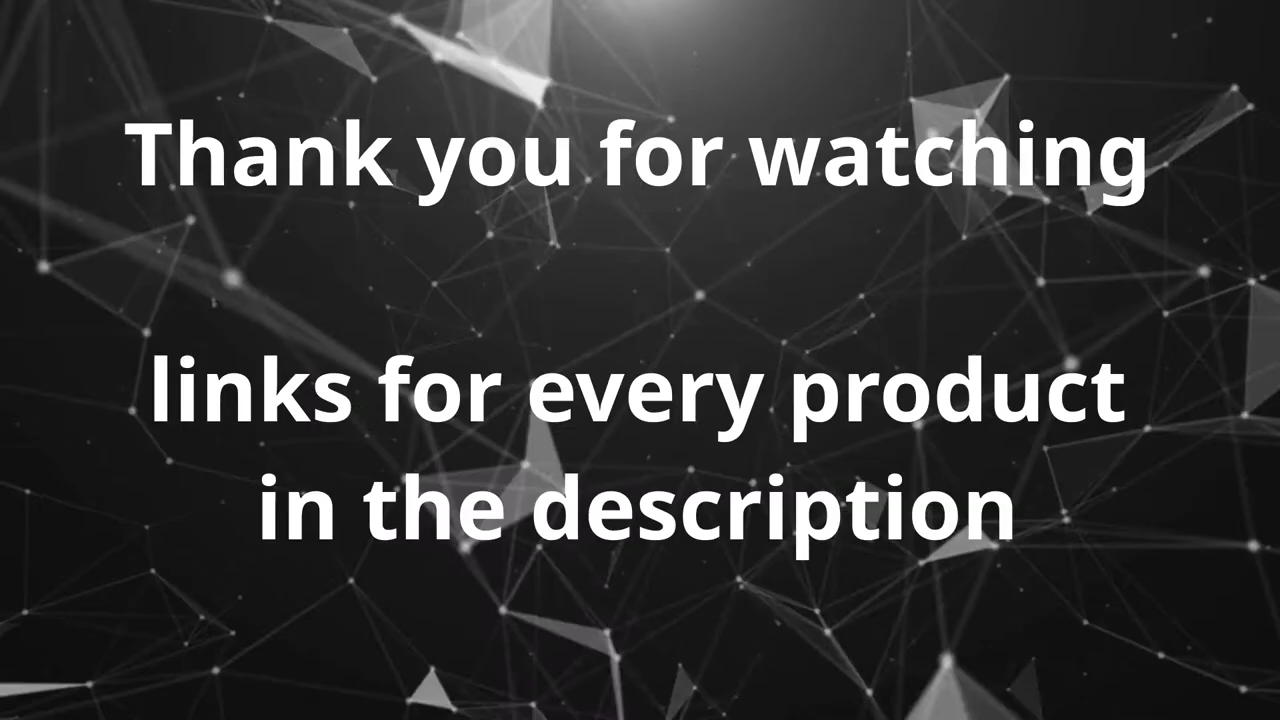 Thank you for watching
links for every product
in the description